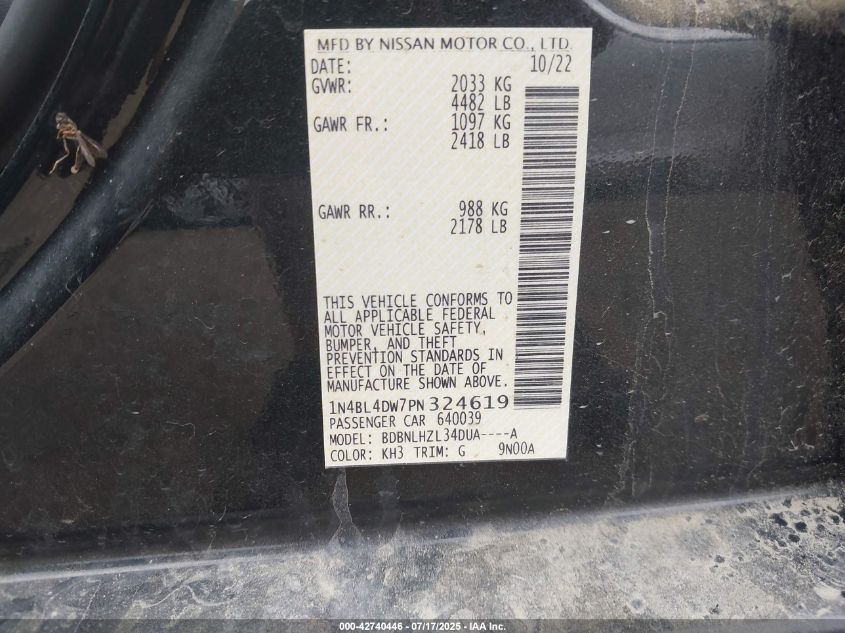 MFD BY NISSAN MOTOR CO., LTD.
DATE: 10/22
GVWR: 2033 KG
4482 LB
GAWR FR.: 1097 KG
2418 LB
GAWR RR.: 988 KG
2178 LB
THIS VEHICLE CONFORMS TO
ALL APPLICABLE FEDERAL
MOTOR VEHICLE SAFETY,
BUMPER, AND THEFT
PREVENTION STANDARDS IN
EFFECT ON THE DATE OF
MANUFACTURE SHOWN ABOVE.
1N4BL4DW7PN324619
PASSENGER CAR 640039
MODEL: BDBNLHZL34DUA----A
COLOR: KH3 TRIM: G 9N00A
000-42740446 - 07/17/2025 - IAA Inc.